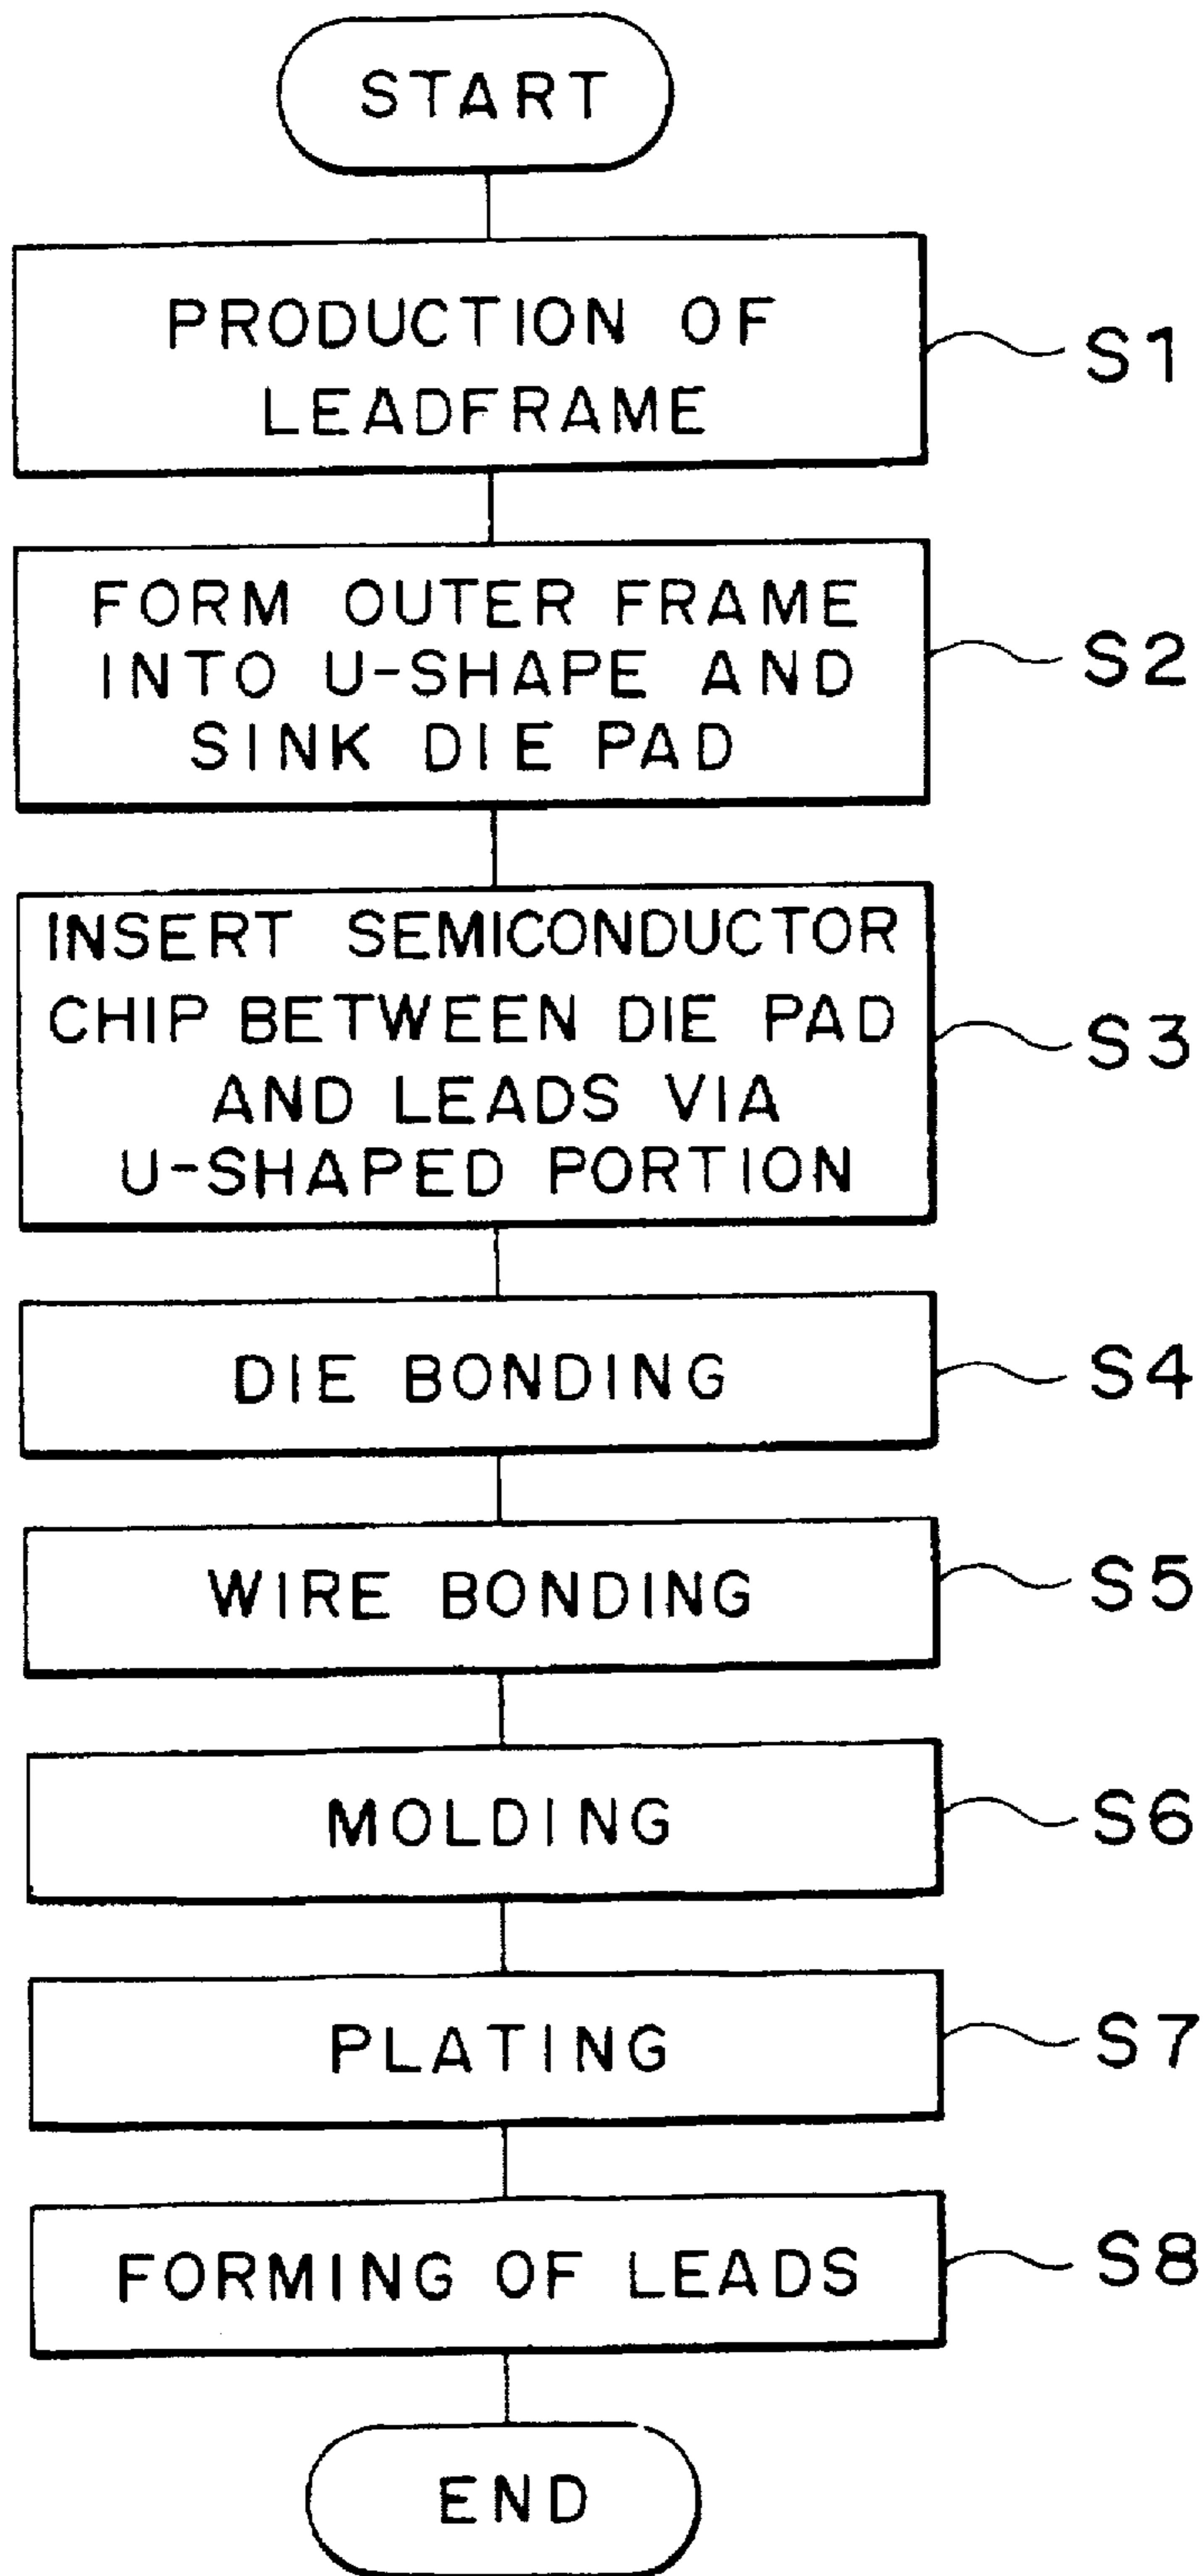 START
PRODUCTION OF
LEADFRAME
S1
FORM OUTER FRAME
INTO U-SHAPE AND
SINK DIE PAD
S2
INSERT SEMICONDUCTOR
CHIP BETWEEN DIE PAD
AND LEADS VIA
U-SHAPED PORTION
S3
DIE BONDING
S4
WIRE BONDING
S5
MOLDING
S6
PLATING
S7
FORMING OF LEADS
S8
END